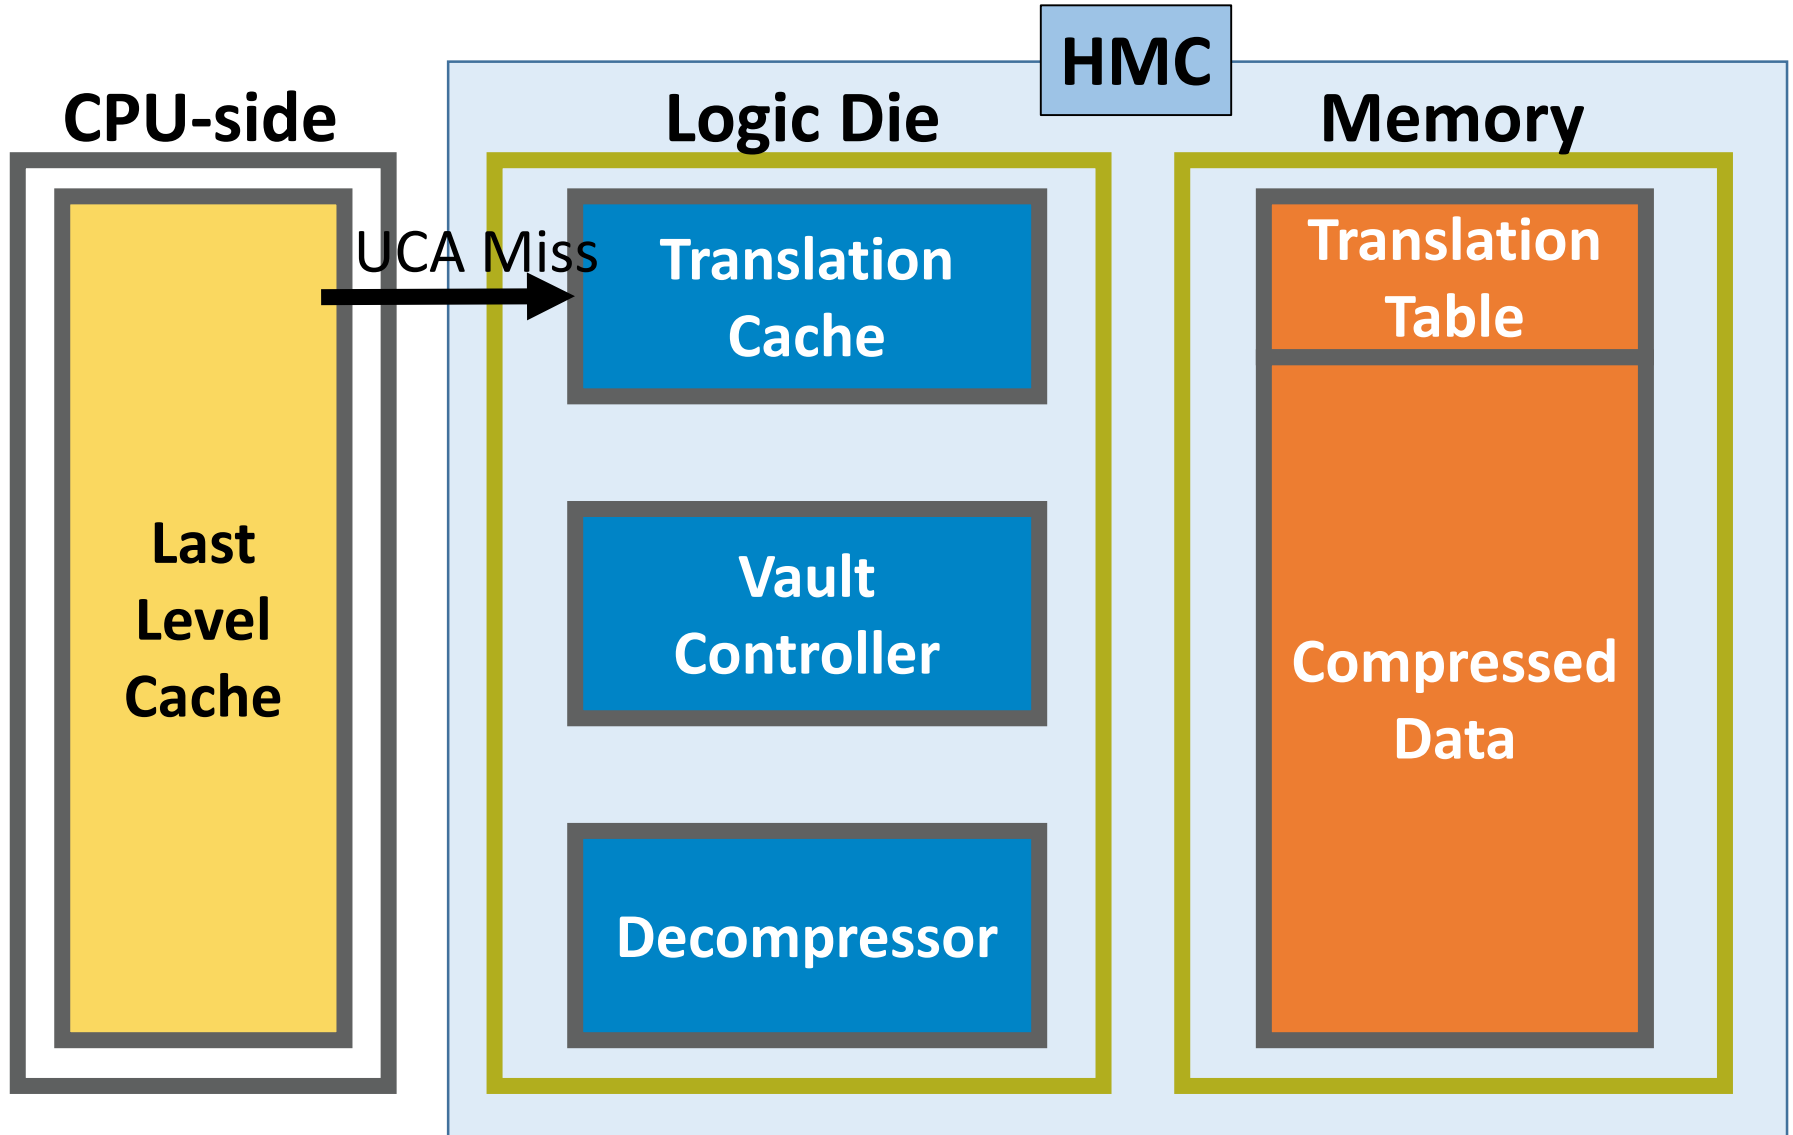 HMC
CPU-side
Logic Die
Memory
UCA Miss
Last
Level
Cache
Translation
Cache
Vault
Controller
Decompressor
Translation
Table
Compressed
Data